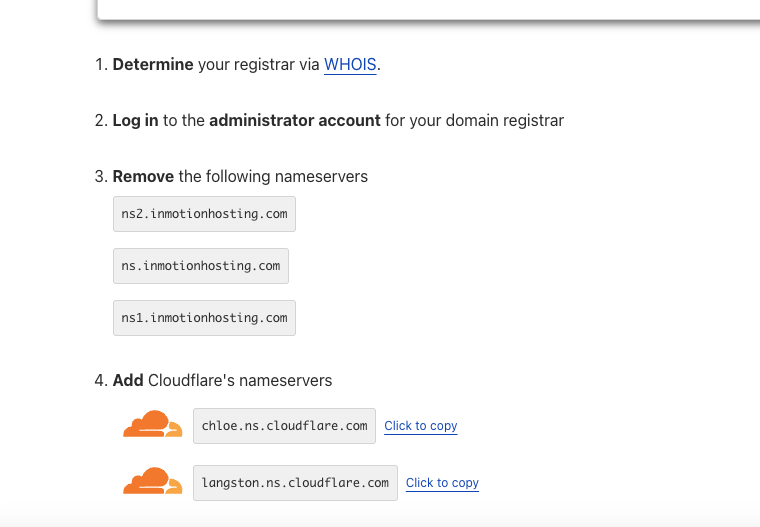 1. Determine your registrar via WHOIS.
2. Log in to the administrator account for your domain registrar
3. Remove the following nameservers
ns2.inmotionhosting.com
ns.inmotionhosting.com
ns1.inmotionhosting.com
4. Add Cloudflare's nameservers
chloe.ns.cloudflare.com Click to copy
langston.ns.cloudflare.com Click to copy